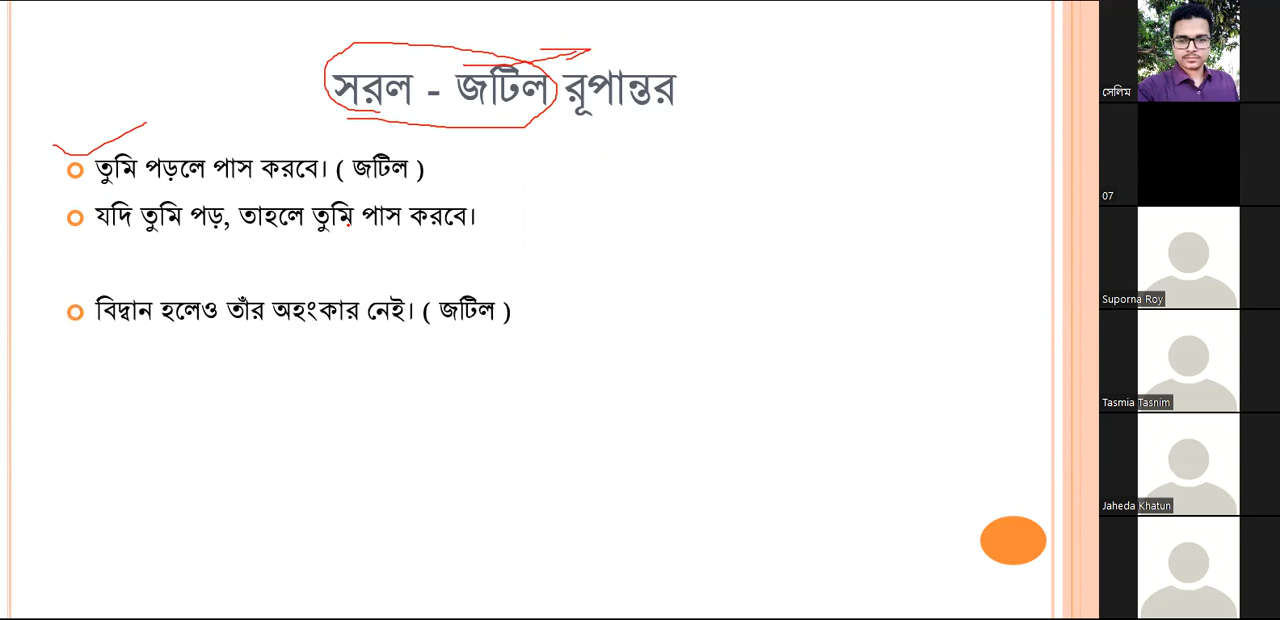 সরল - জটিল রূপান্তর
তুমি পড়লে পাস করবে। ( জটিল )
যদি তুমি পড়, তাহলে তুমি পাস করবে।
বিদ্বান হলেও তাঁর অহংকার নেই। ( জটিল )
সেলিম
07
Suporna Roy
Tasmia Tasnim
Jaheda Khatun